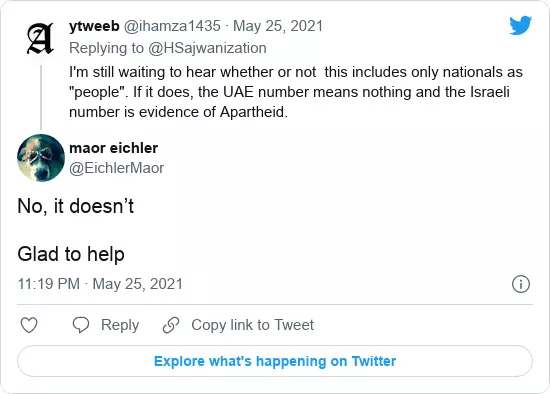 ytweeb @ihamza1435 · May 25, 2021
Replying to @HSajwanization
I'm still waiting to hear whether or not  this includes only nationals as
"people". If it does, the UAE number means nothing and the Israeli
number is evidence of Apartheid.
maor eichler
@EichlerMaor
No, it doesn’t
Glad to help
11:19 PM · May 25, 2021
Reply
Copy link to Tweet
Explore what's happening on Twitter